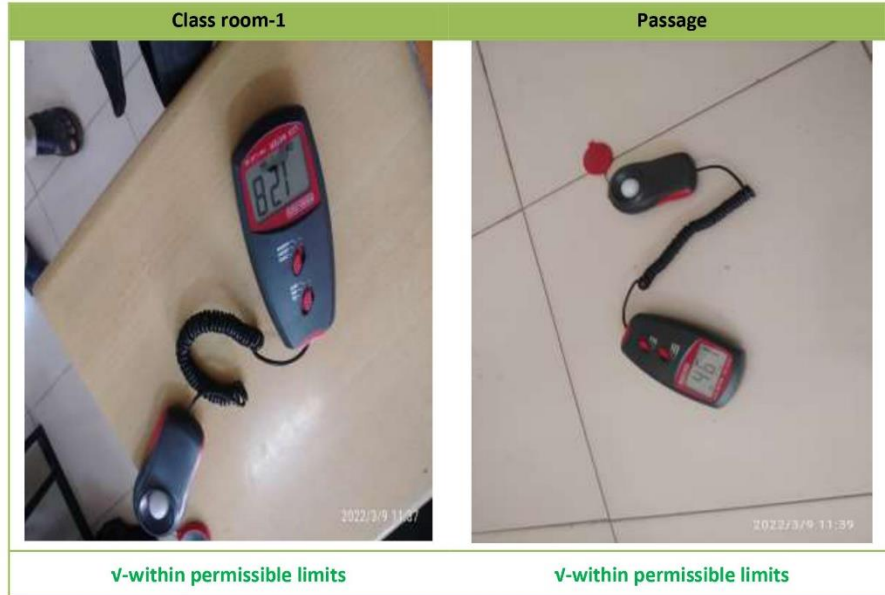 Class room-1
Passage
821
2022/3/9 11:37
461
2022/3/9 11:39
√-within permissible limits
√-within permissible limits